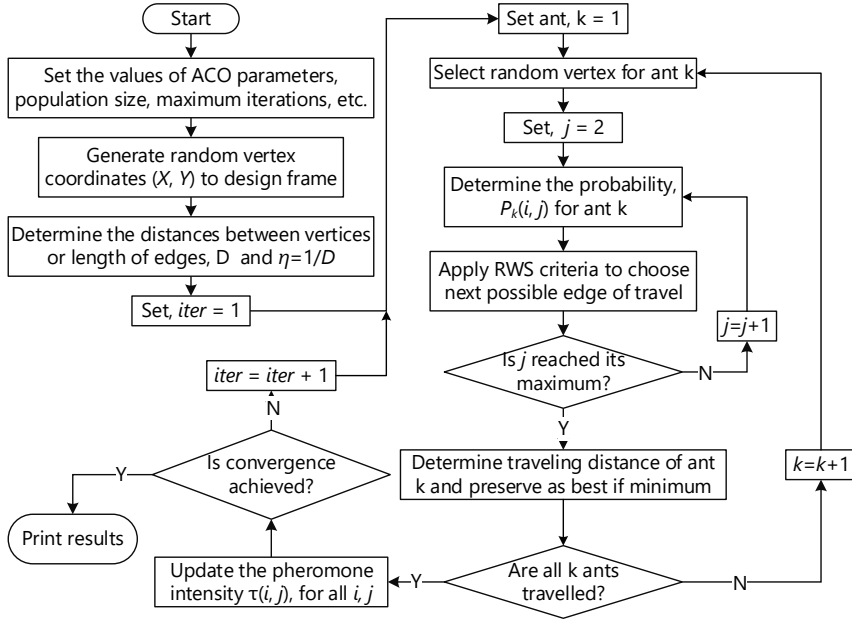 Start
Set the values of ACO parameters,
population size, maximum iterations, etc.
Generate random vertex
coordinates (X, Y) to design frame
Determine the distances between vertices
or length of edges, D and η=1/D
Set, iter = 1
Set ant, k = 1
Select random vertex for ant k
Set, j = 2
Determine the probability,
Pₖ(i, j) for ant k
Apply RWS criteria to choose
next possible edge of travel
Is j reached its
maximum?
N
j=j+1
Y
Determine traveling distance of ant
k and preserve as best if minimum
Are all k ants
travelled?
N
k=k+1
Y
Update the pheromone
intensity τ(i, j), for all i, j
Is convergence
achieved?
N
iter = iter + 1
Y
Print results